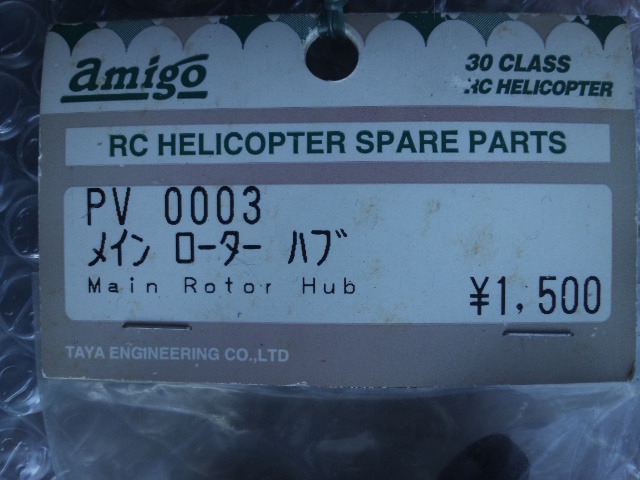 amigo
30 CLASS
RC HELICOPTER
RC HELICOPTER SPARE PARTS
PV 0003
ﾒｲﾝ ﾛｰﾀｰ ﾊﾌﾞ
Main Rotor Hub
¥1,500
TAYA ENGINEERING CO.,LTD